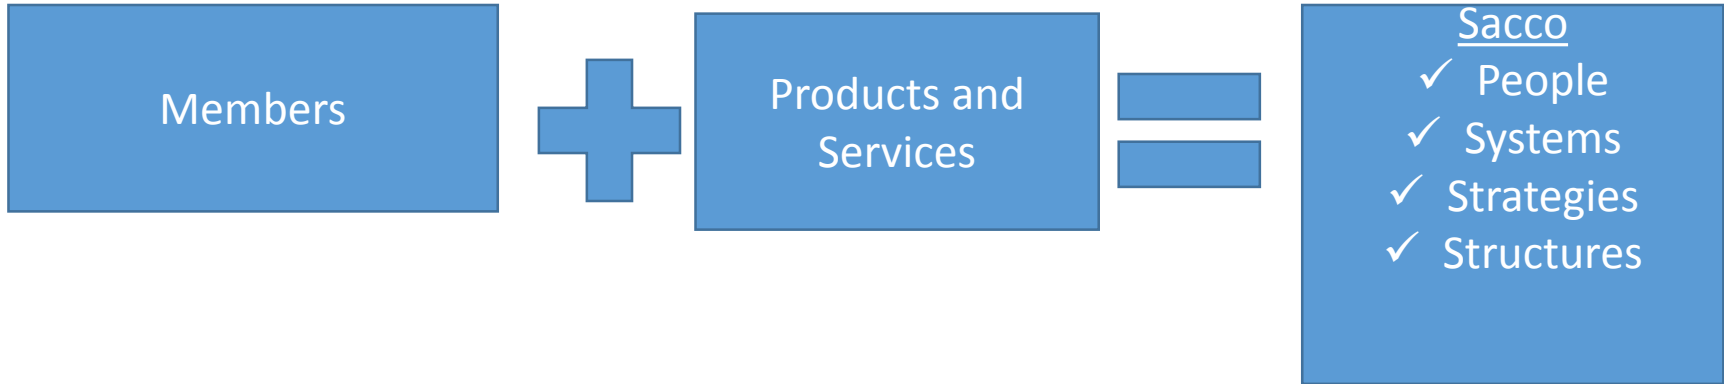 Members
Products and
Services
Sacco
✓ People
✓ Systems
✓ Strategies
✓ Structures